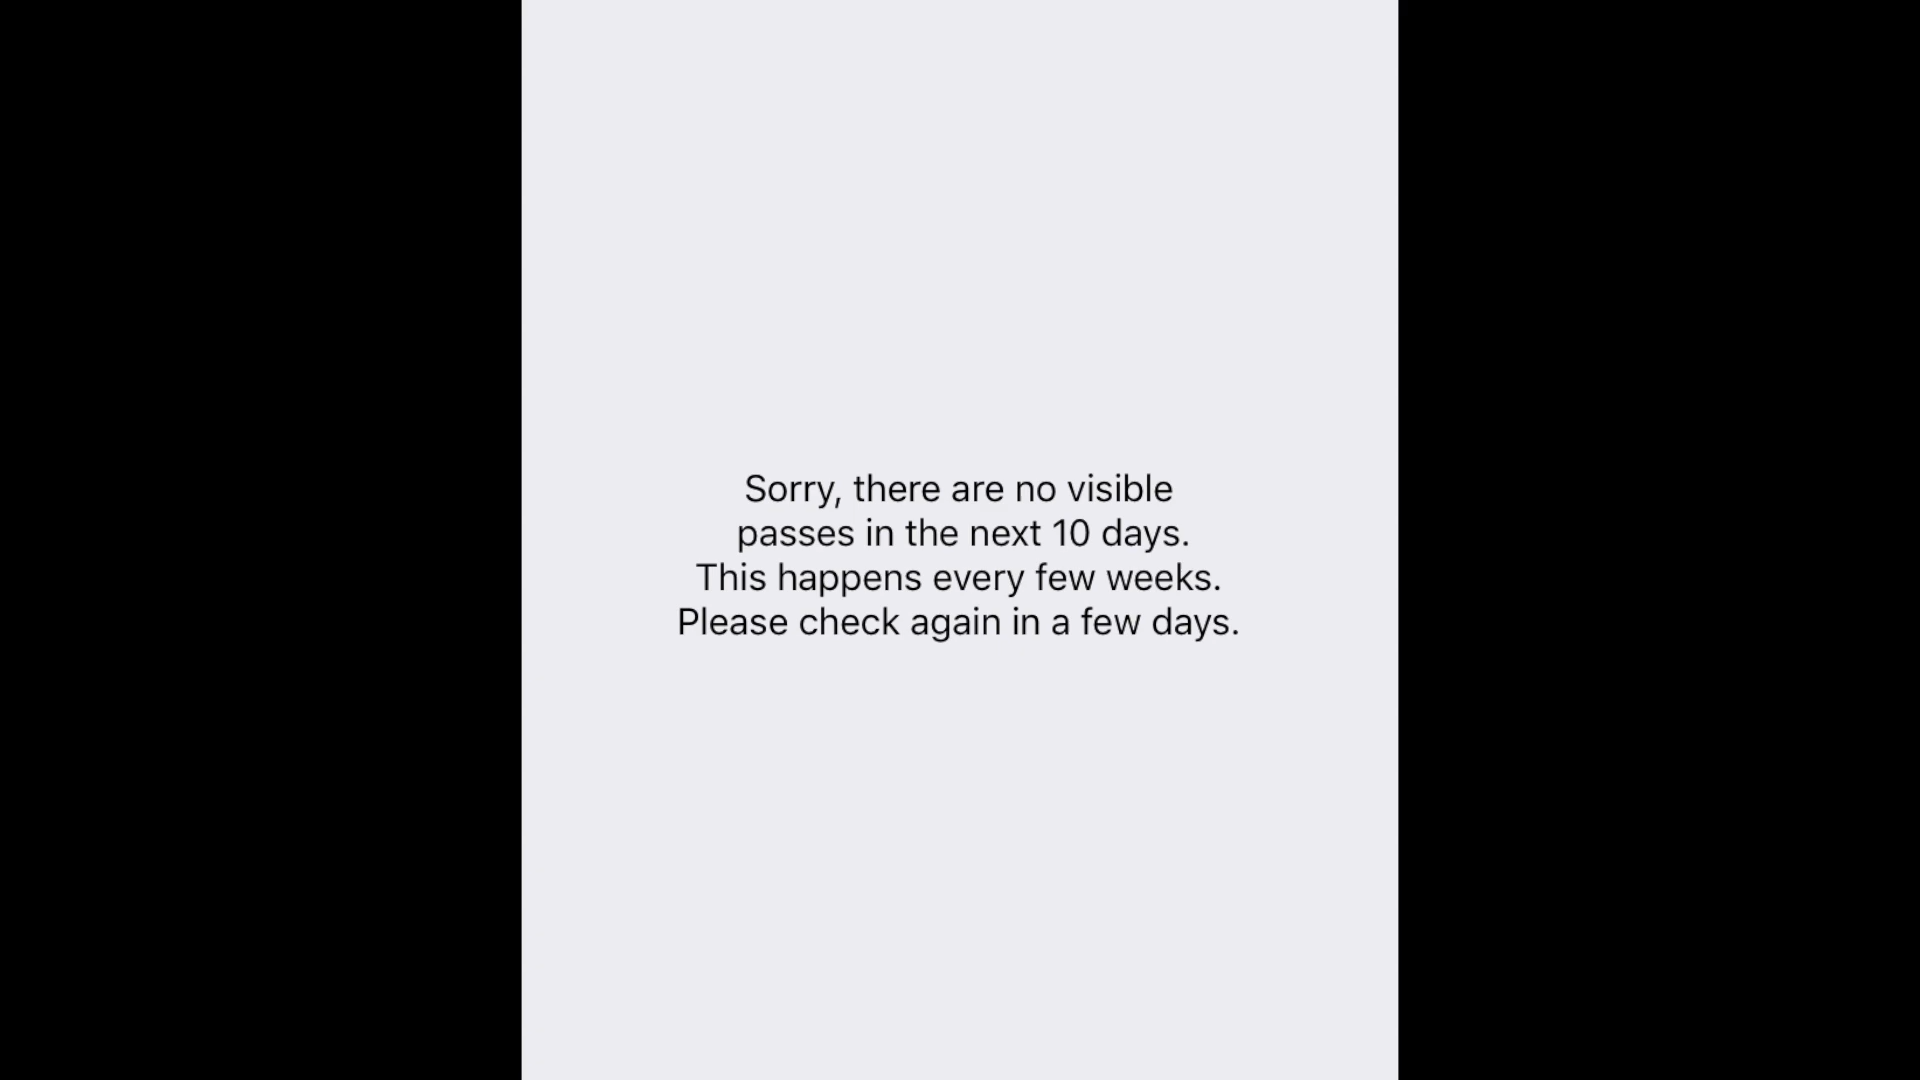 Sorry, there are no visible
passes in the next 10 days.
This happens every few weeks.
Please check again in a few days.